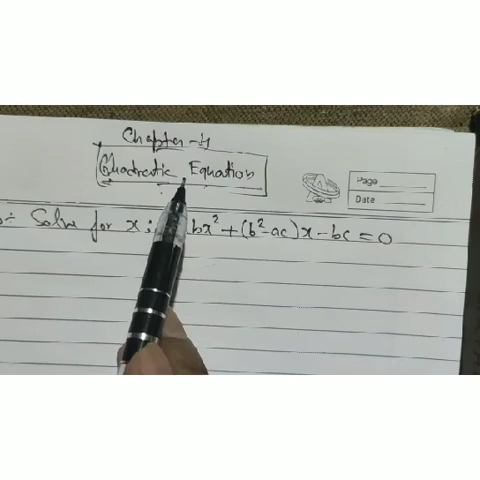 Chapter-4
Quadratic Equation
Page
Date
Solve for x : bx² + (b² - ac)x - bc = 0